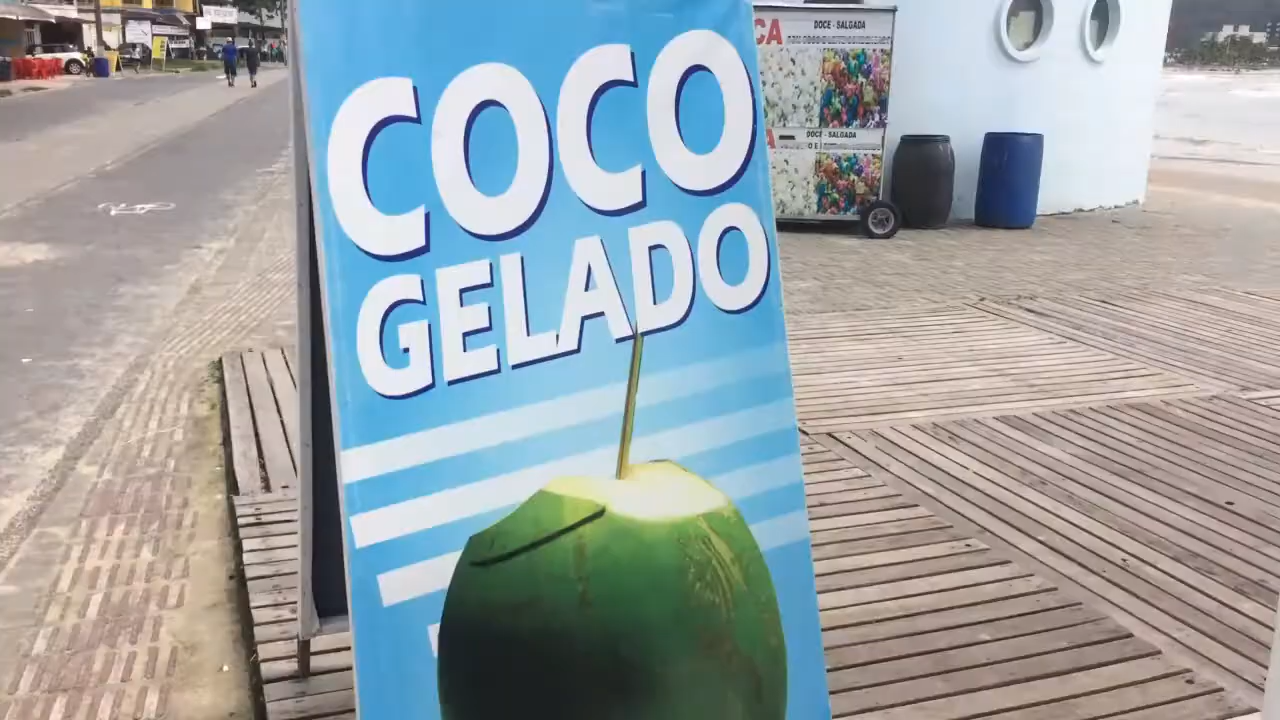 COCO
GELADO
CA
DOCE - SALGADA
DOCE - SALGADA